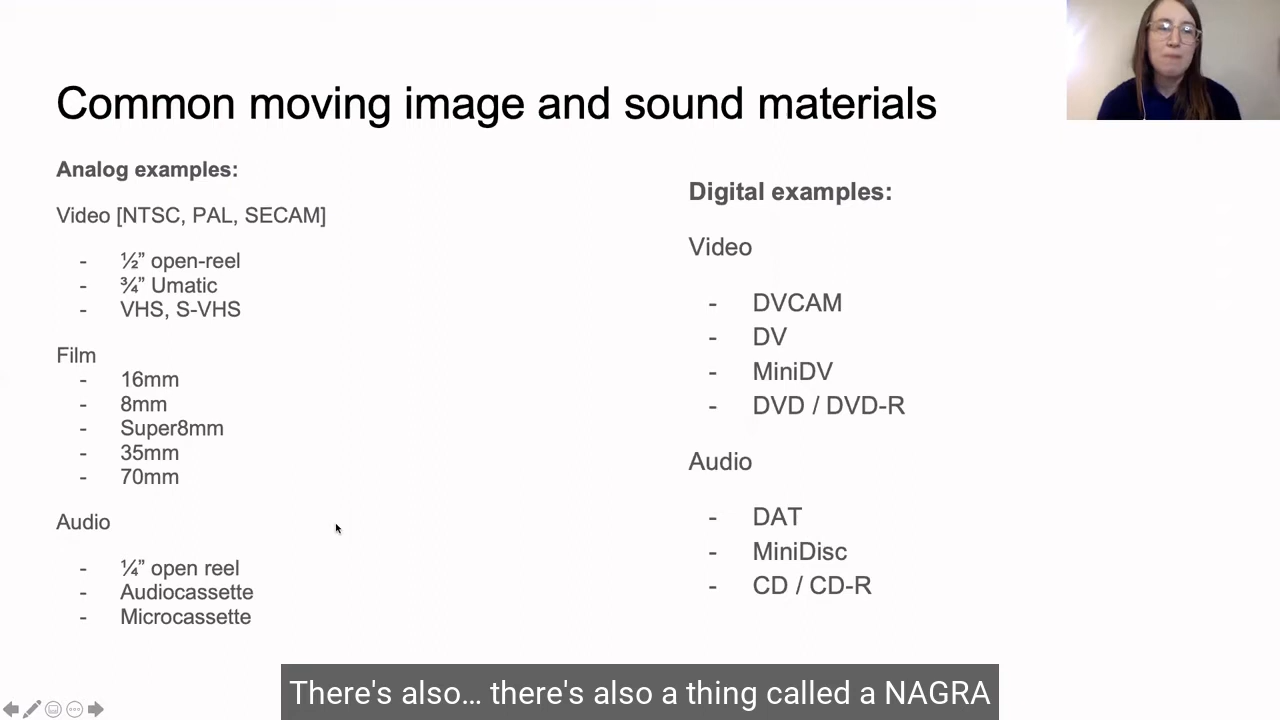 Common moving image and sound materials
Analog examples:
Video [NTSC, PAL, SECAM]
- ½” open-reel
- ¾” Umatic
- VHS, S-VHS
Film
- 16mm
- 8mm
- Super8mm
- 35mm
- 70mm
Audio
- ¼” open reel
- Audiocassette
- Microcassette
Digital examples:
Video
- DVCAM
- DV
- MiniDV
- DVD / DVD-R
Audio
- DAT
- MiniDisc
- CD / CD-R
There's also... there's also a thing called a NAGRA